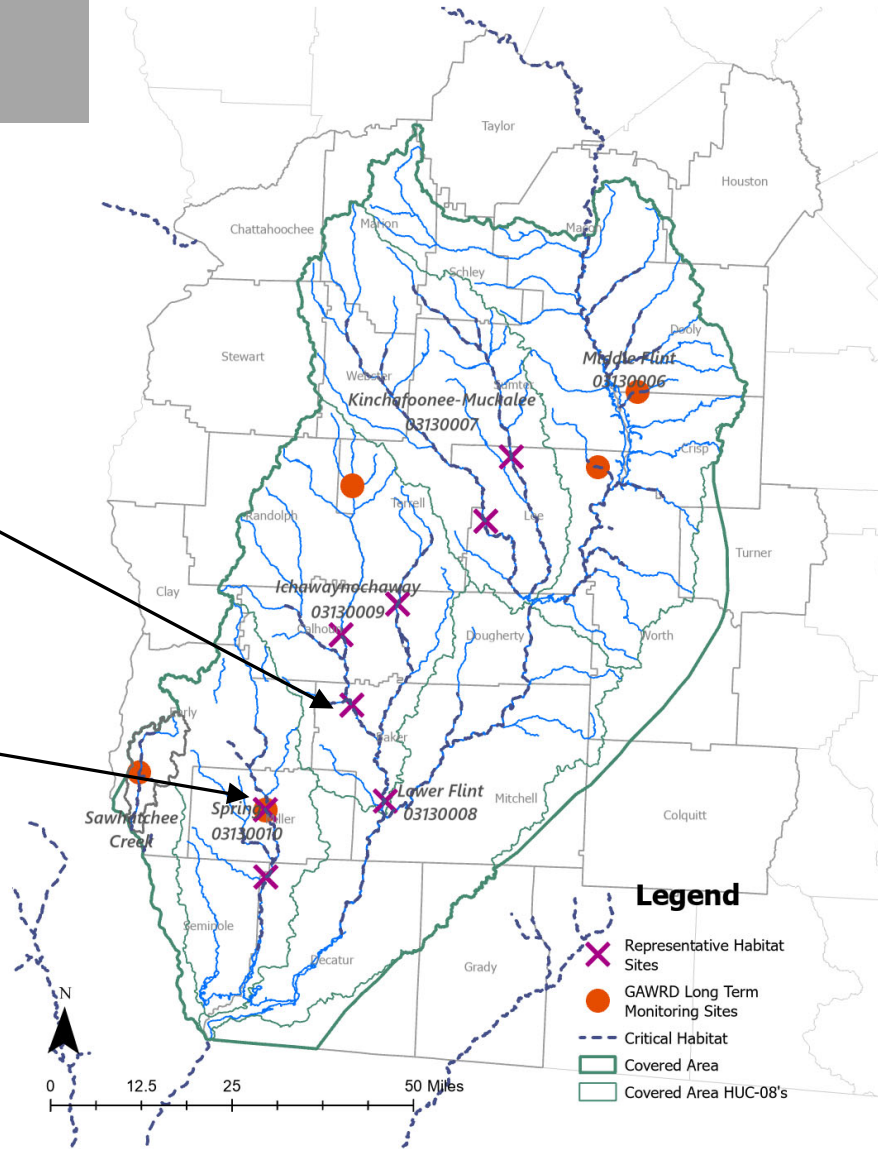 Taylor
Houston
Chattahoochee
Marion
Macon
Schley
Dooly
Stewart
Middle Flint
03130006
Webster
Sumter
Kinchafoonee-Muckalee
03130007
Crisp
Terrell
Randolph
Lee
Turner
Clay
Ichawaynochaway
03130009
Calhoun
Dougherty
Worth
Early
Baker
Lower Flint
03130008
Mitchell
Colquitt
Sawhatchee
Creek
Spring
03130010
Miller
Legend
Seminole
Decatur
Grady
Representative Habitat
Sites
GAWRD Long Term
Monitoring Sites
Critical Habitat
Covered Area
Covered Area HUC-08's
N
0 12.5 25 50 Miles